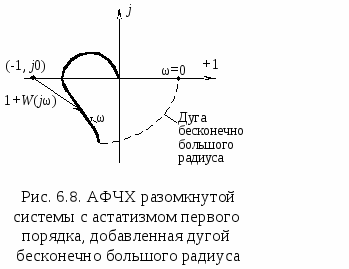 j
(-1, j0)
ω=0
+1
1+W(jω)
ω
Дуга
бесконечно
большого
радиуса
Рис. 6.8. АФЧХ разомкнутой
системы с астатизмом первого
порядка, добавленная дугой
бесконечно большого радиуса